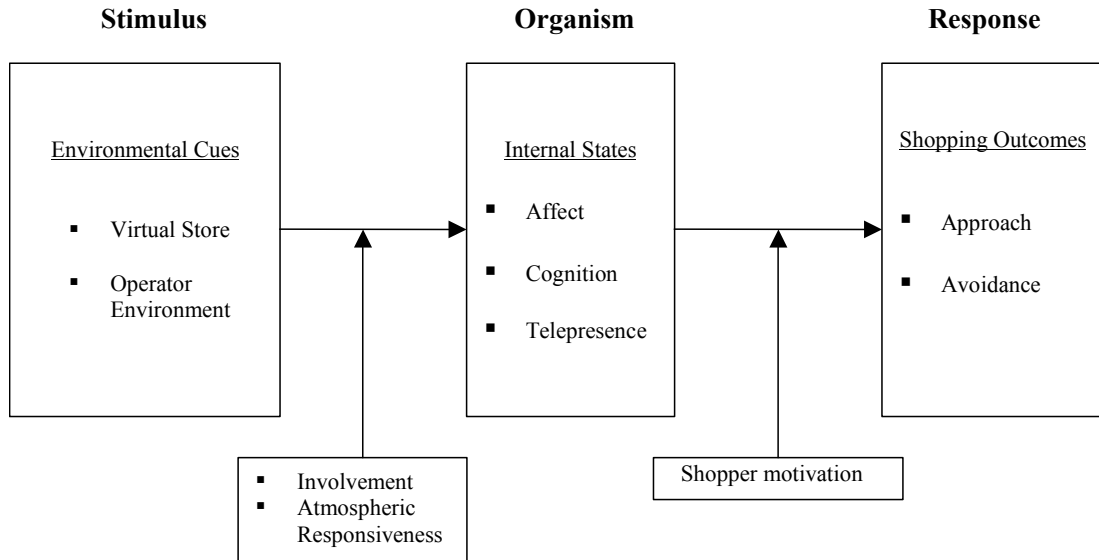 Stimulus
Organism
Response
Environmental Cues
▪ Virtual Store
▪ Operator
Environment
Internal States
▪ Affect
▪ Cognition
▪ Telepresence
Shopping Outcomes
▪ Approach
▪ Avoidance
▪ Involvement
▪ Atmospheric
Responsiveness
Shopper motivation